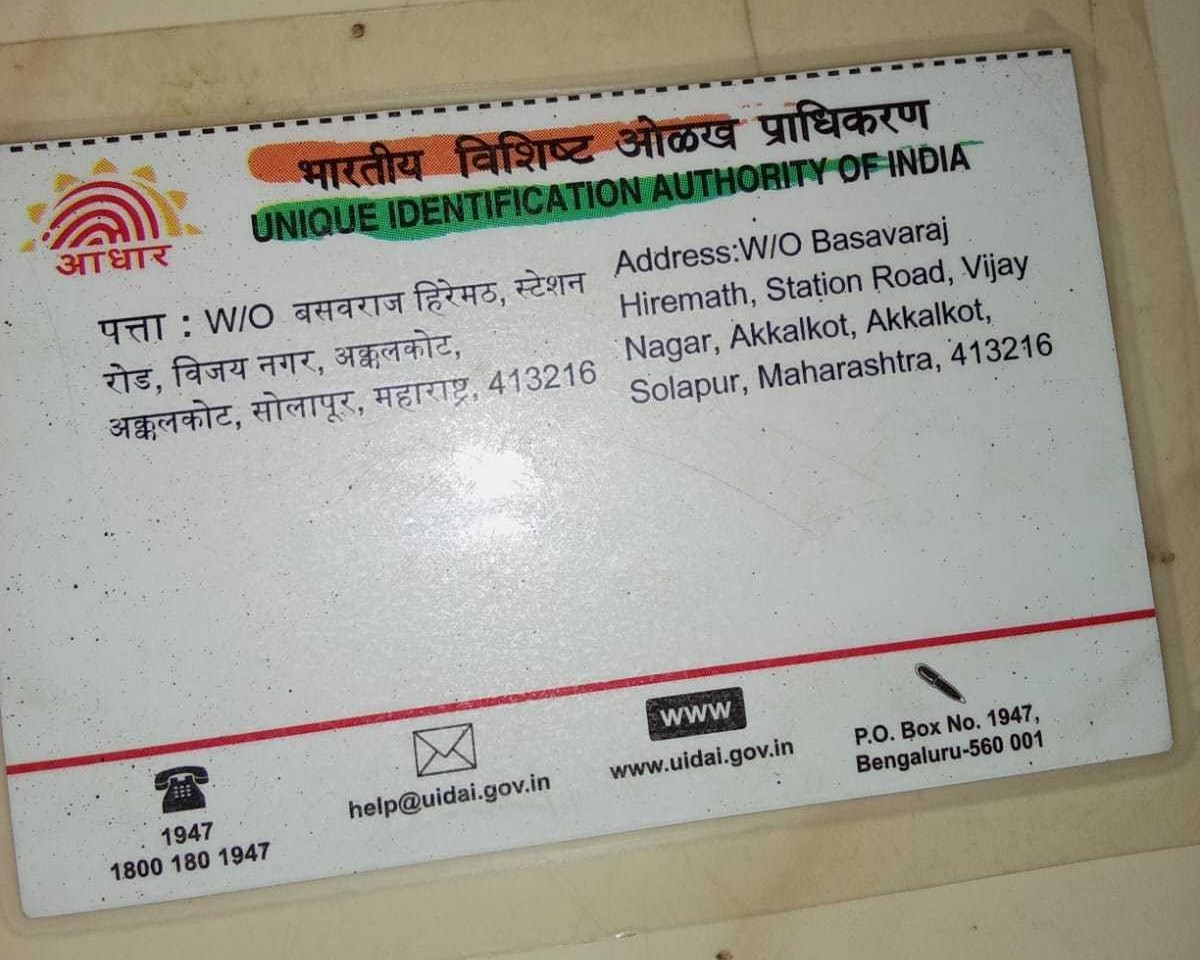 भारतीय विशिष्ट ओळख प्राधिकरण
UNIQUE IDENTIFICATION AUTHORITY OF INDIA
आधार
पत्ता : W/O बसवराज हिरेमठ, स्टेशन
रोड, विजय नगर, अक्कलकोट,
अक्कलकोट, सोलापूर, महाराष्ट्र, 413216
Address:W/O Basavaraj
Hiremath, Station Road, Vijay
Nagar, Akkalkot, Akkalkot,
Solapur, Maharashtra, 413216
1947
1800 180 1947
help@uidai.gov.in
www
www.uidai.gov.in
P.O. Box No. 1947,
Bengaluru-560 001